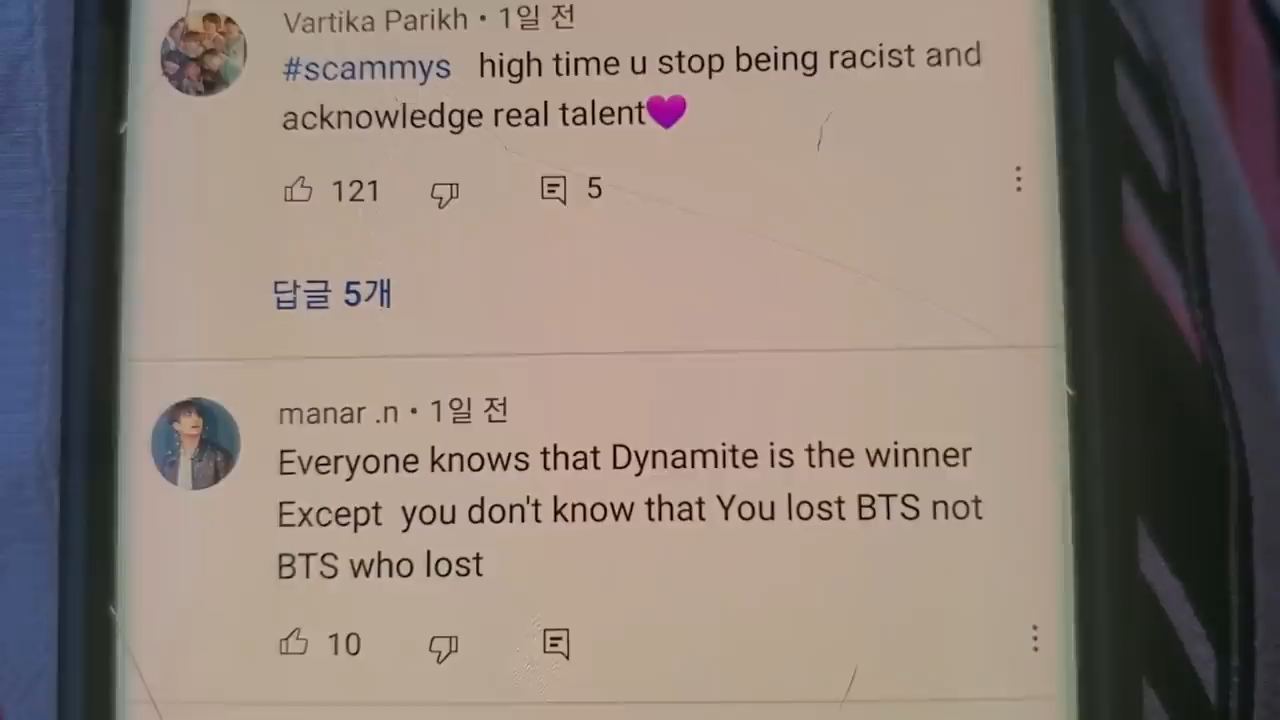 Vartika Parikh • 1일 전
#scammys high time u stop being racist and
acknowledge real talent💜
121 5
답글 5개
manar .n • 1일 전
Everyone knows that Dynamite is the winner
Except you don't know that You lost BTS not
BTS who lost
10